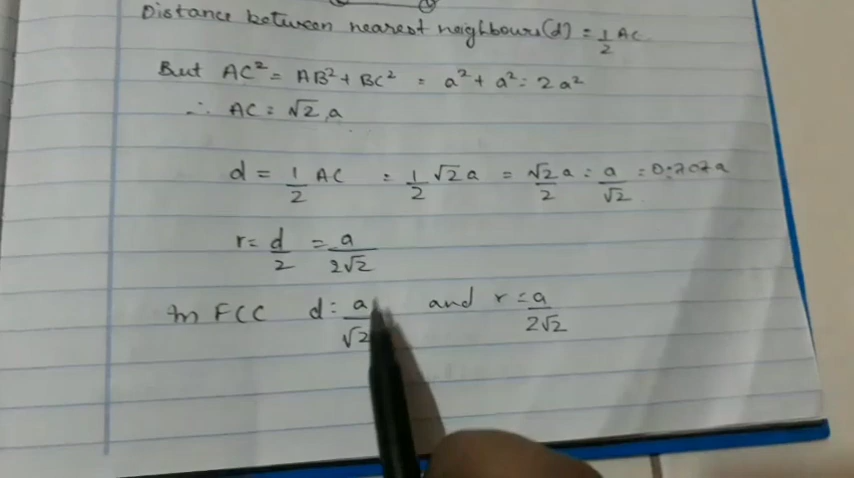 Distance between nearest neighbours(d) = 1/2 AC
But AC² = AB² + BC² = a² + a² = 2a²
∴ AC = √2 a
d = 1/2 AC = 1/2 √2 a = √2 a/2 = a/√2 = 0.707a
r = d/2 = a/2√2
In FCC d = a/√2 and r = a/2√2